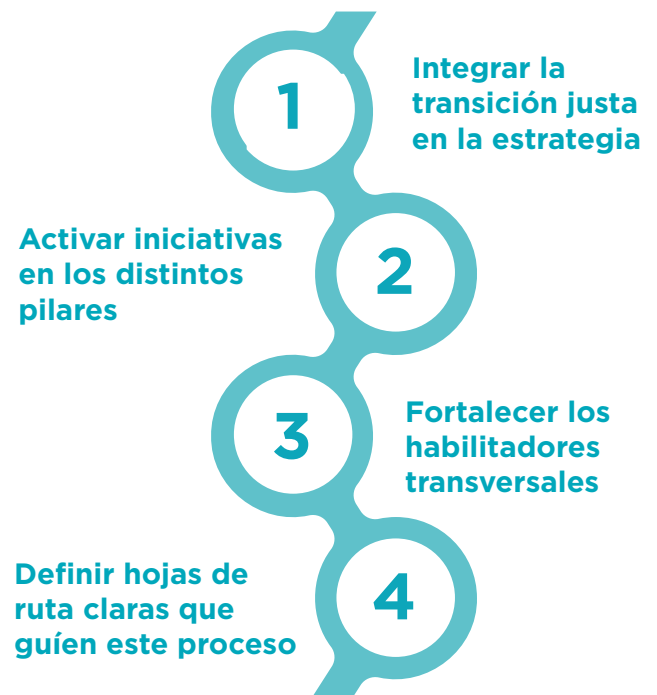 1
Integrar la
transición justa
en la estrategia
2
Activar iniciativas
en los distintos
pilares
3
Fortalecer los
habilitadores
transversales
4
Definir hojas de
ruta claras que
guíen este proceso